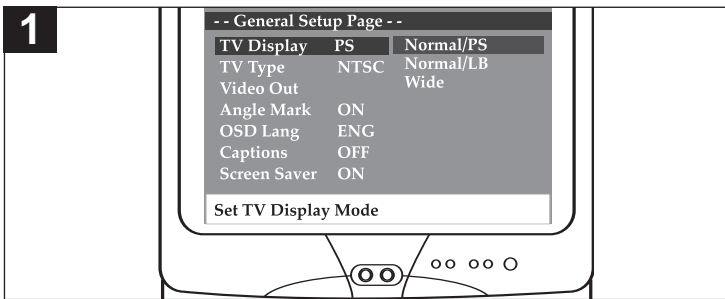 1
- - General Setup Page - -
TV Display PS Normal/PS
TV Type NTSC Normal/LB
Video Out Wide
Angle Mark ON
OSD Lang ENG
Captions OFF
Screen Saver ON
Set TV Display Mode